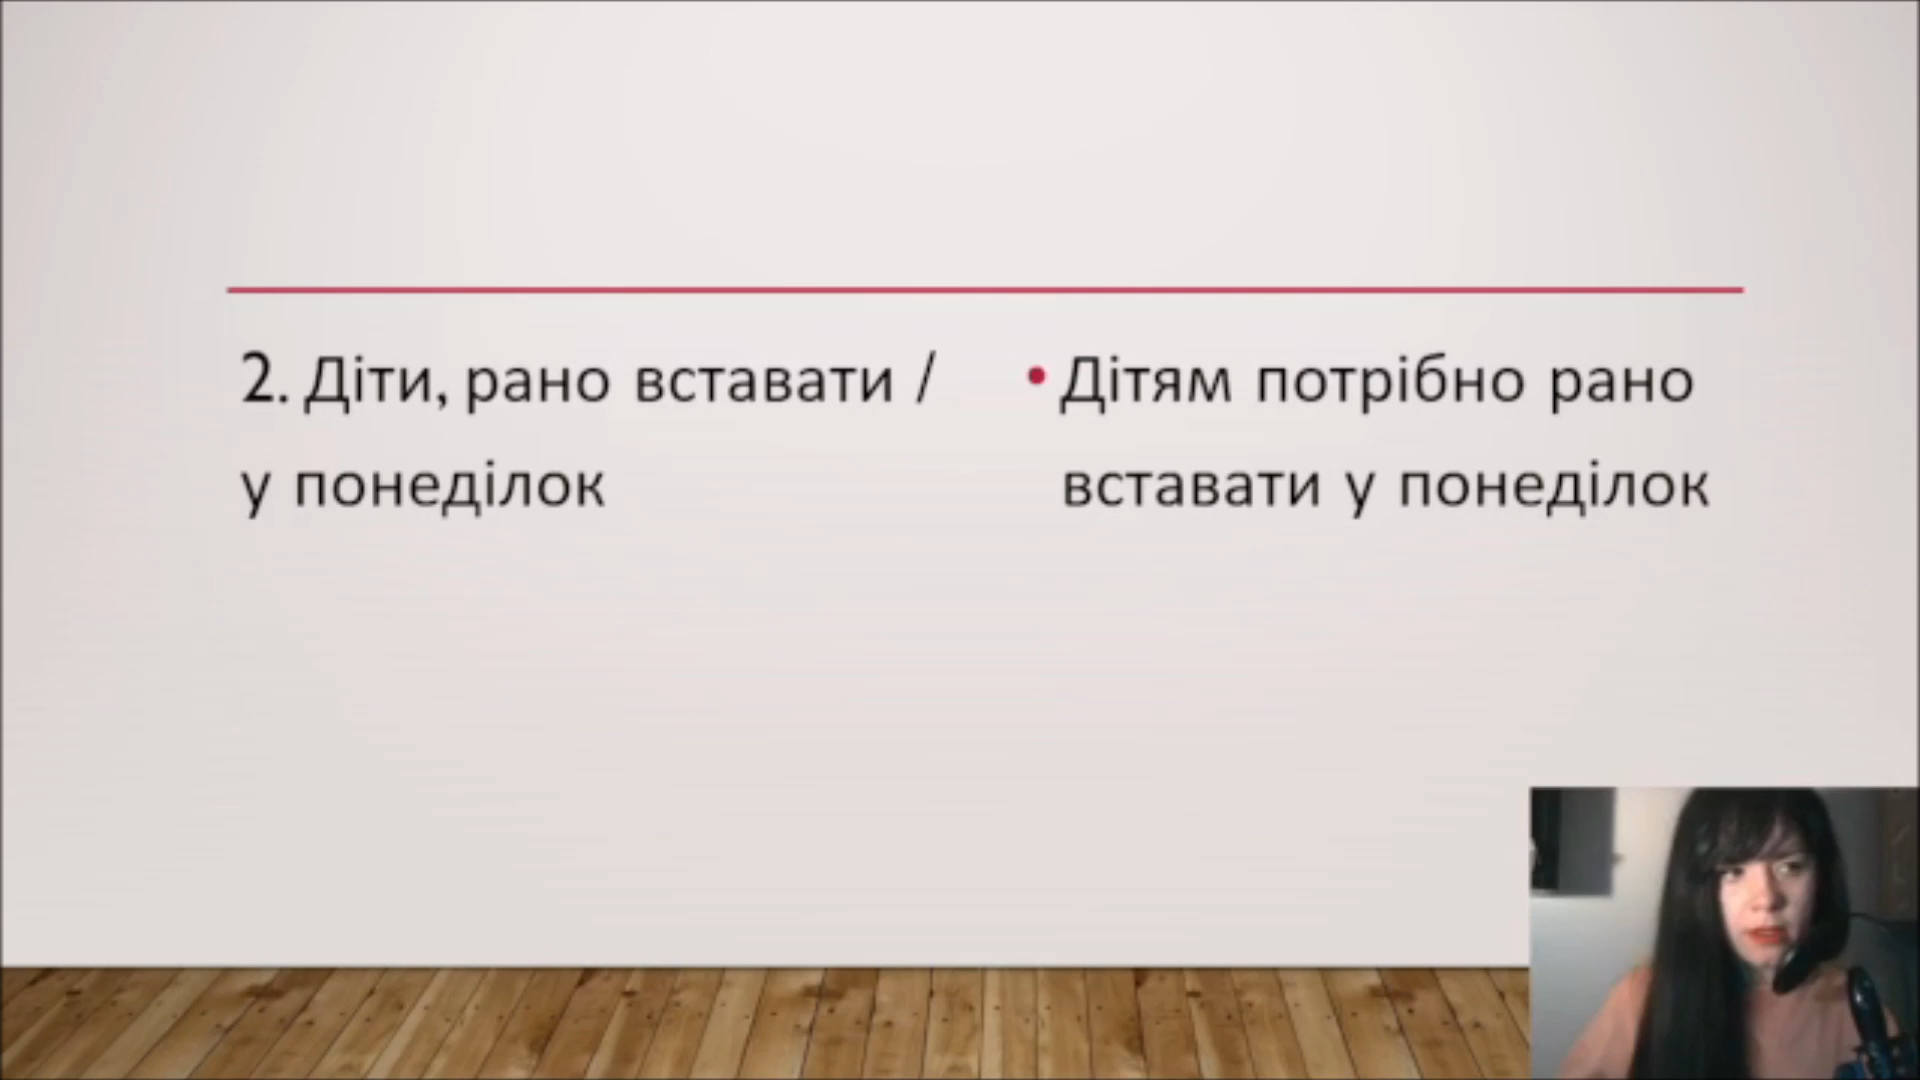 2. Діти, рано вставати /
у понеділок
• Дітям потрібно рано
вставати у понеділок